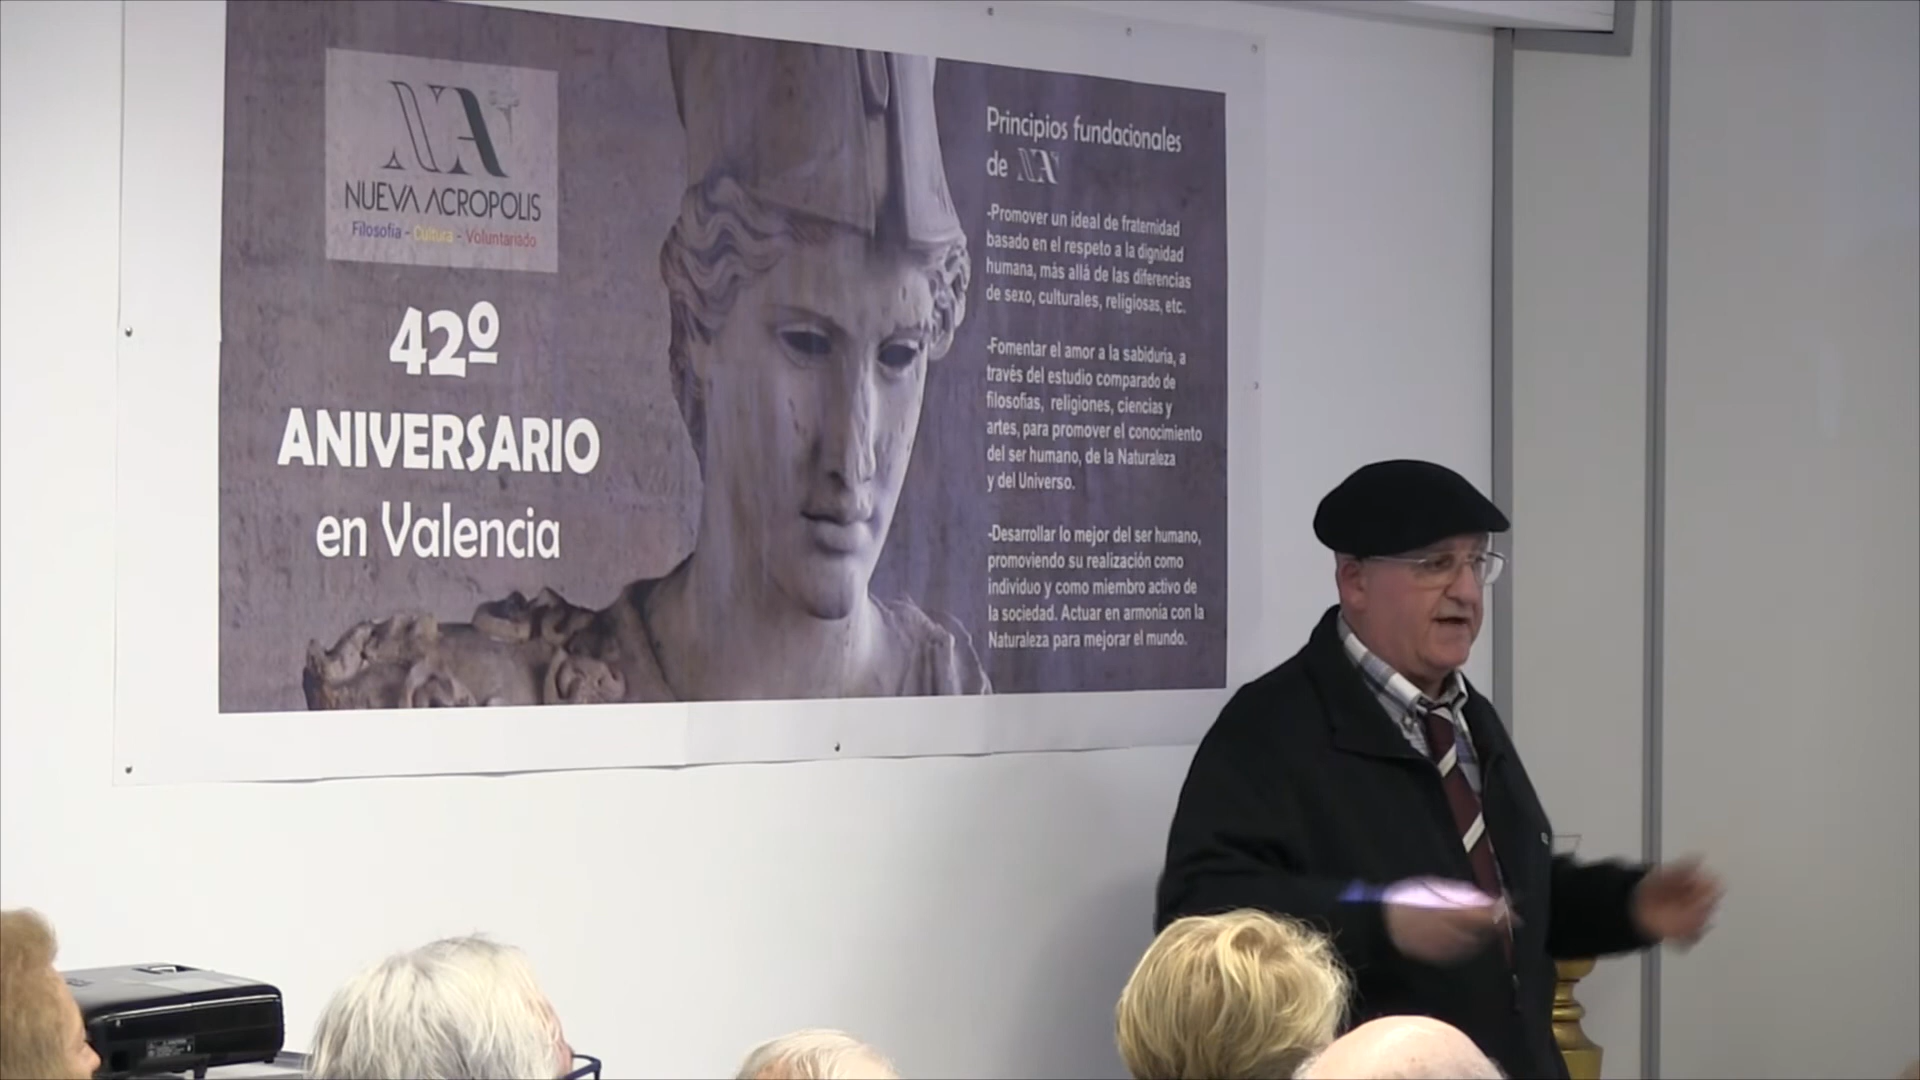 NA
NUEVA ACROPOLIS
Filosofía - Cultura - Voluntariado
42º
ANIVERSARIO
en Valencia
Principios fundacionales
de NA
-Promover un ideal de fraternidad
basado en el respeto a la dignidad
humana, más allá de las diferencias
de sexo, culturales, religiosas, etc.
-Fomentar el amor a la sabiduría, a
través del estudio comparado de
filosofías, religiones, ciencias y
artes, para promover el conocimiento
del ser humano, de la Naturaleza
y del Universo.
-Desarrollar lo mejor del ser humano,
promoviendo su realización como
individuo y como miembro activo de
la sociedad. Actuar en armonía con la
Naturaleza para mejorar el mundo.